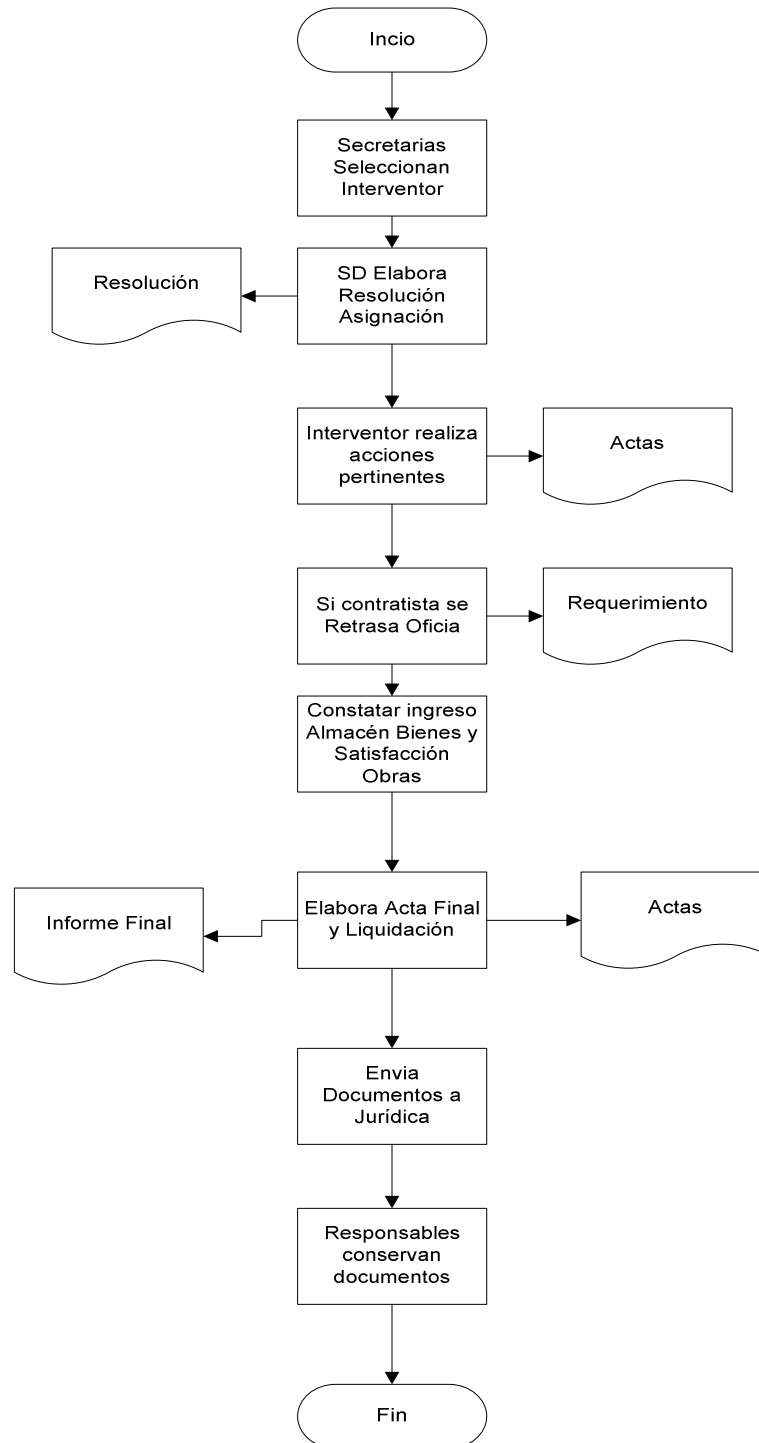 Incio
Secretarias
Seleccionan
Interventor
Resolución
SD Elabora
Resolución
Asignación
Interventor realiza
acciones
pertinentes
Actas
Si contratista se
Retrasa Oficia
Requerimiento
Constatar ingreso
Almacén Bienes y
Satisfacción
Obras
Informe Final
Elabora Acta Final
y Liquidación
Actas
Envia
Documentos a
Jurídica
Responsables
conservan
documentos
Fin